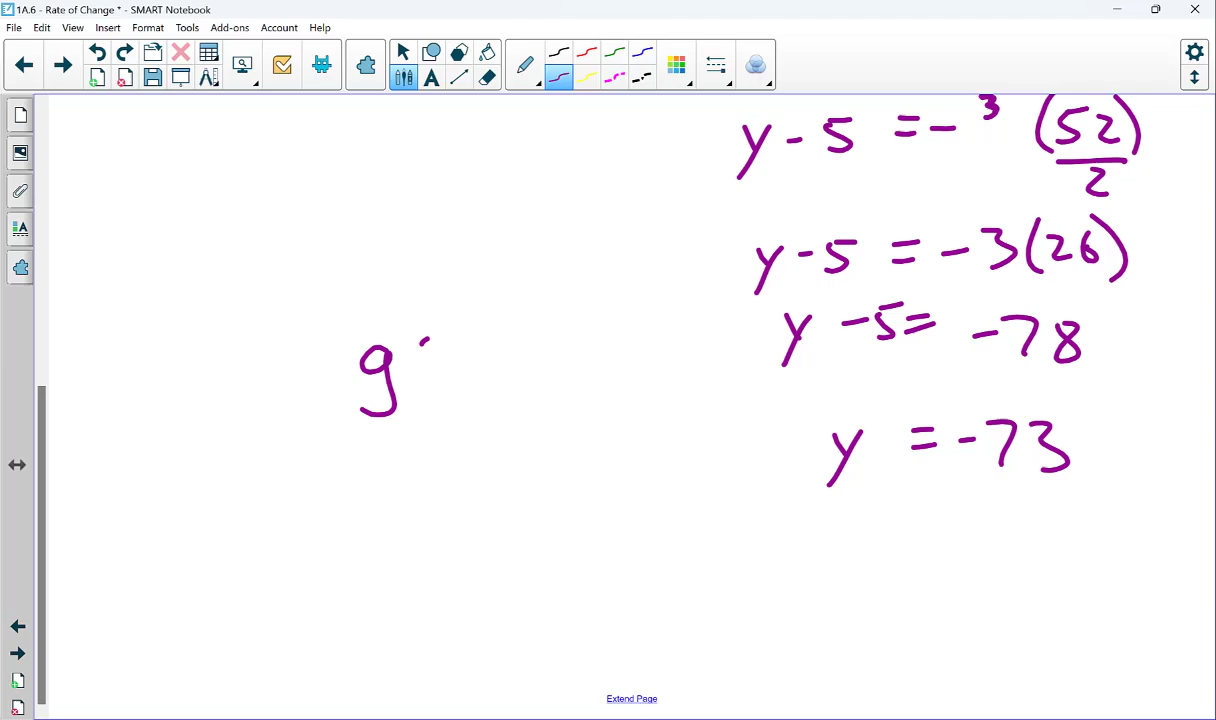 1A.6 - Rate of Change * - SMART Notebook
File Edit View Insert Format Tools Add-ons Account Help
y - 5 = - 3 (52)/2
y - 5 = - 3(26)
y - 5 = - 78
g
y = - 73
Extend Page